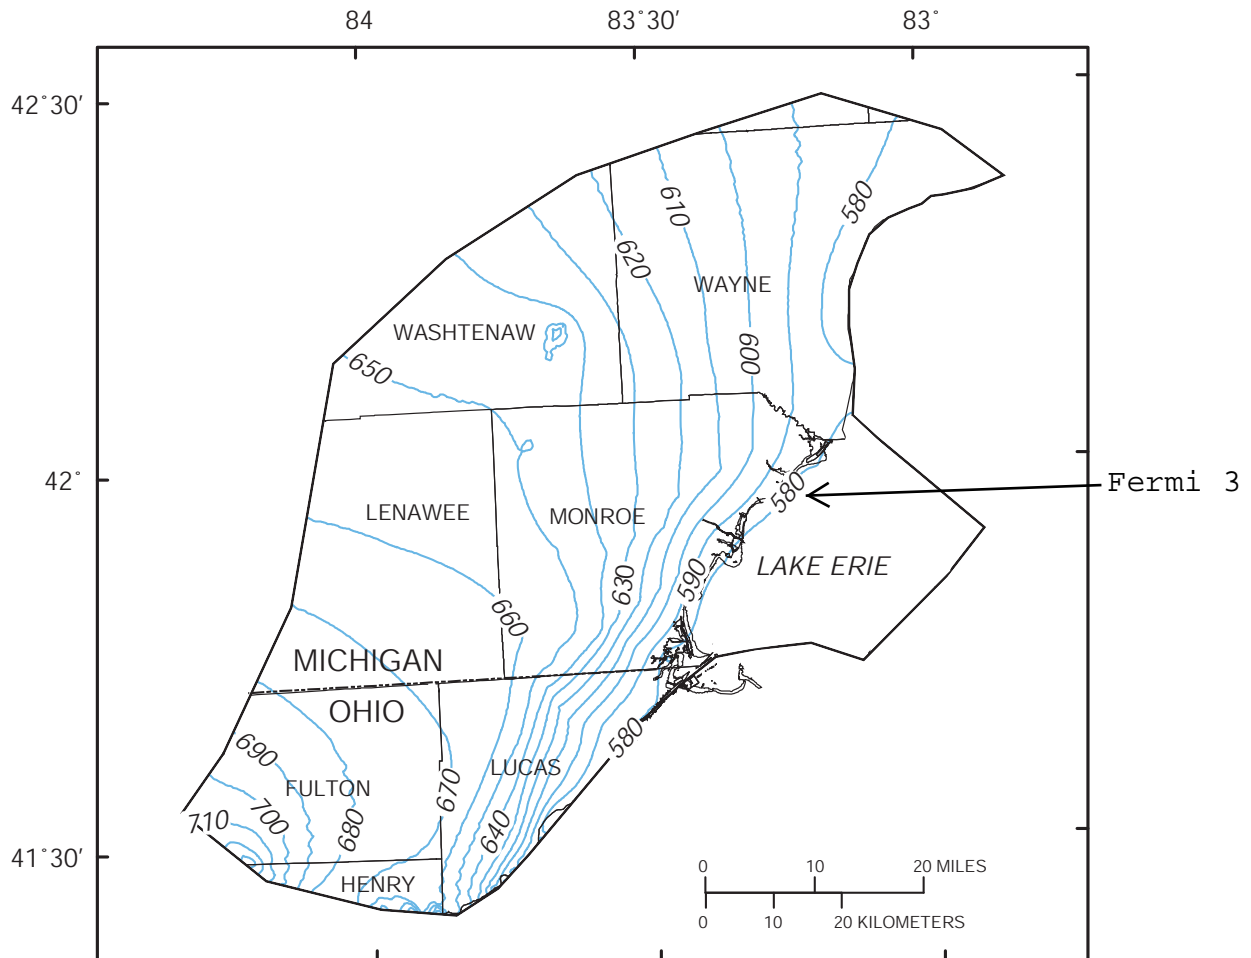 84 83°30′ 83°
42°30′
580
610
620
WAYNE
WASHTENAW
600
650
42°
580
Fermi 3
LENAWEE
MONROE
LAKE ERIE
590
630
660
MICHIGAN
OHIO
580
690
LUCAS
FULTON
670
700
710
680
640
41°30′
0 10 20 MILES
HENRY
0 10 20 KILOMETERS